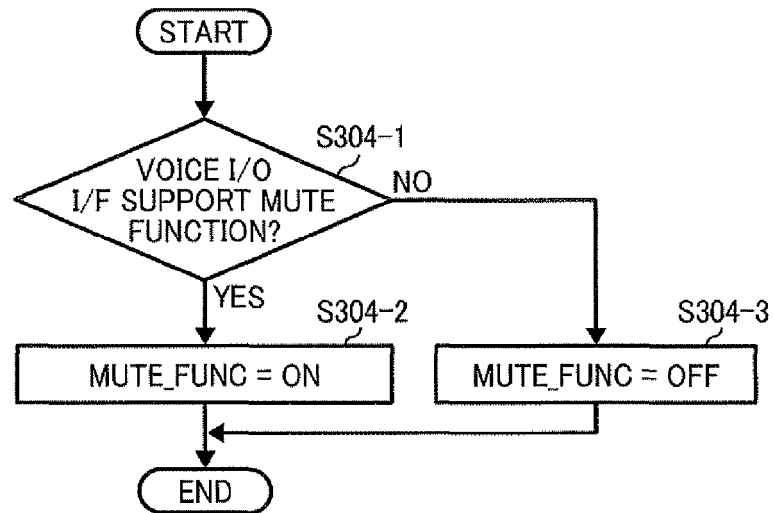 START
S304-1
VOICE I/O
I/F SUPPORT MUTE
FUNCTION?
NO
YES
S304-2
S304-3
MUTE_FUNC = ON
MUTE_FUNC = OFF
END